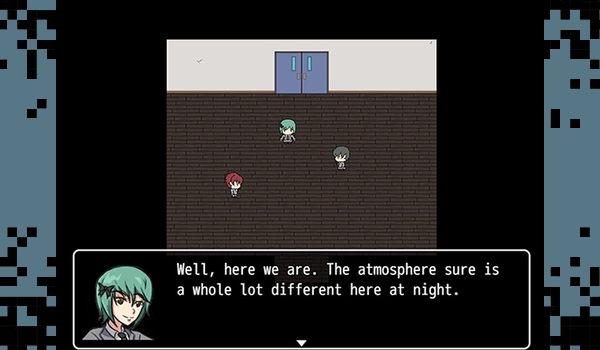 Well, here we are. The atmosphere sure is
a whole lot different here at night.